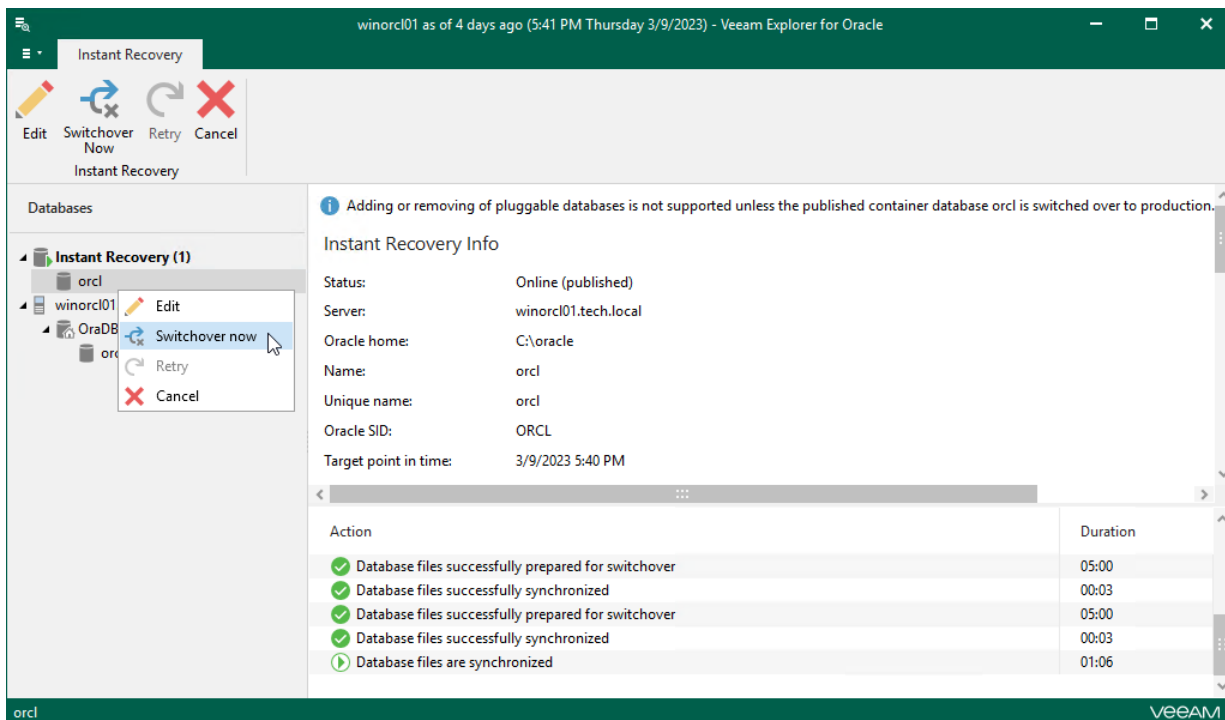 winorcl01 as of 4 days ago (5:41 PM Thursday 3/9/2023) - Veeam Explorer for Oracle
Instant Recovery
Edit
Switchover Now
Retry
Cancel
Instant Recovery
Databases
Instant Recovery (1)
orcl
winorcl01
OraDB
Edit
Switchover now
Retry
Cancel
Adding or removing of pluggable databases is not supported unless the published container database orcl is switched over to production.
Instant Recovery Info
Status: Online (published)
Server: winorcl01.tech.local
Oracle home: C:\oracle
Name: orcl
Unique name: orcl
Oracle SID: ORCL
Target point in time: 3/9/2023 5:40 PM
Action Duration
Database files successfully prepared for switchover 05:00
Database files successfully synchronized 00:03
Database files successfully prepared for switchover 05:00
Database files successfully synchronized 00:03
Database files are synchronized 01:06
orcl
veeAM